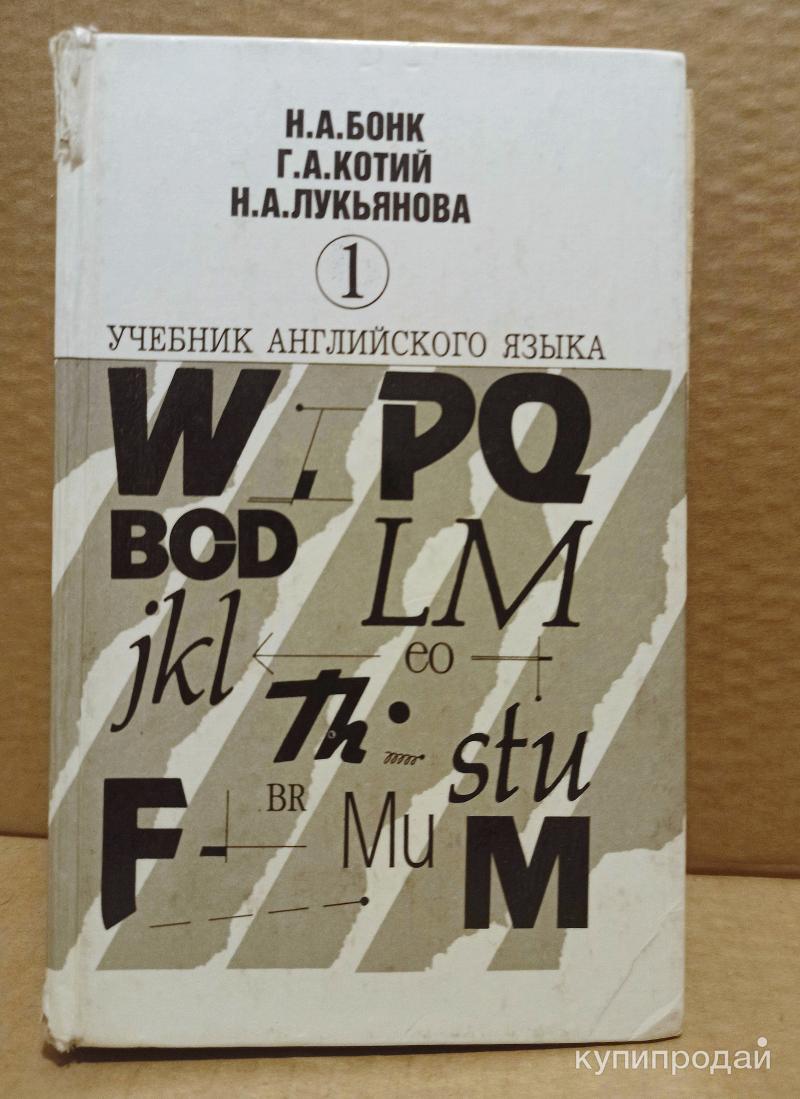 Н.А.БОНК
Г.А.КОТИЙ
Н.А.ЛУКЬЯНОВА
1
УЧЕБНИК АНГЛИЙСКОГО ЯЗЫКА
W PQ
BCD LM
jkl eo
Th stu
F BR Mu M
купипродай